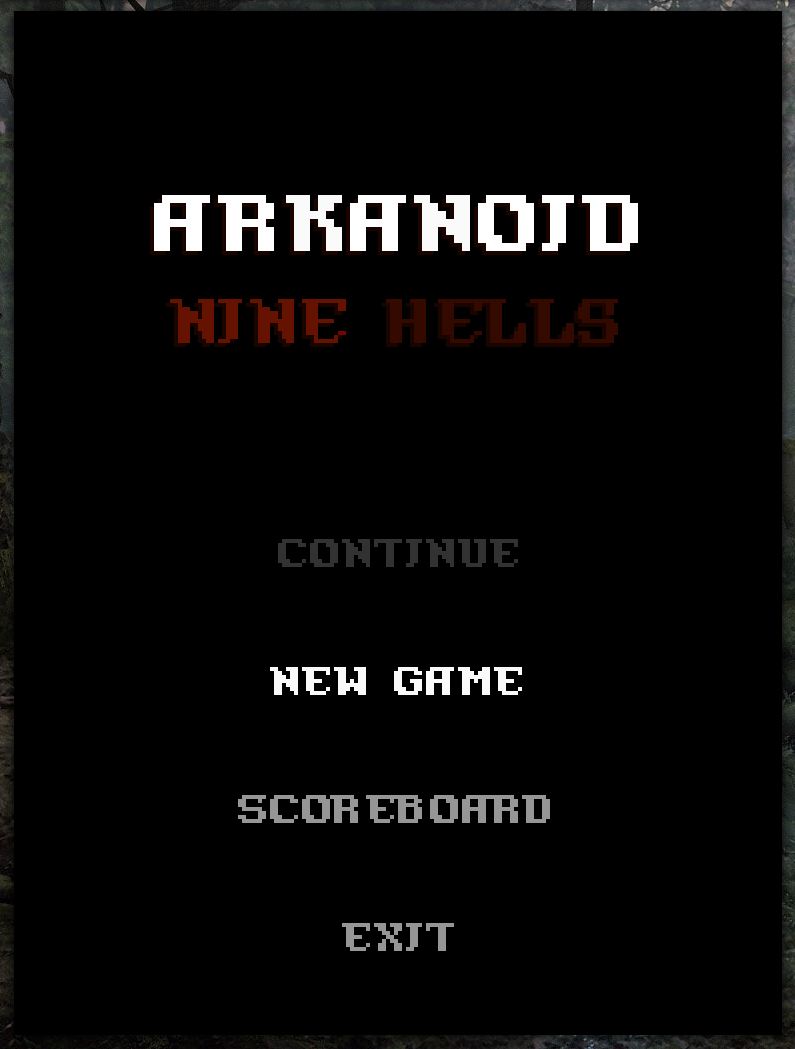 ARKANOID
NINE HELLS
CONTINUE
NEW GAME
SCOREBOARD
EXIT